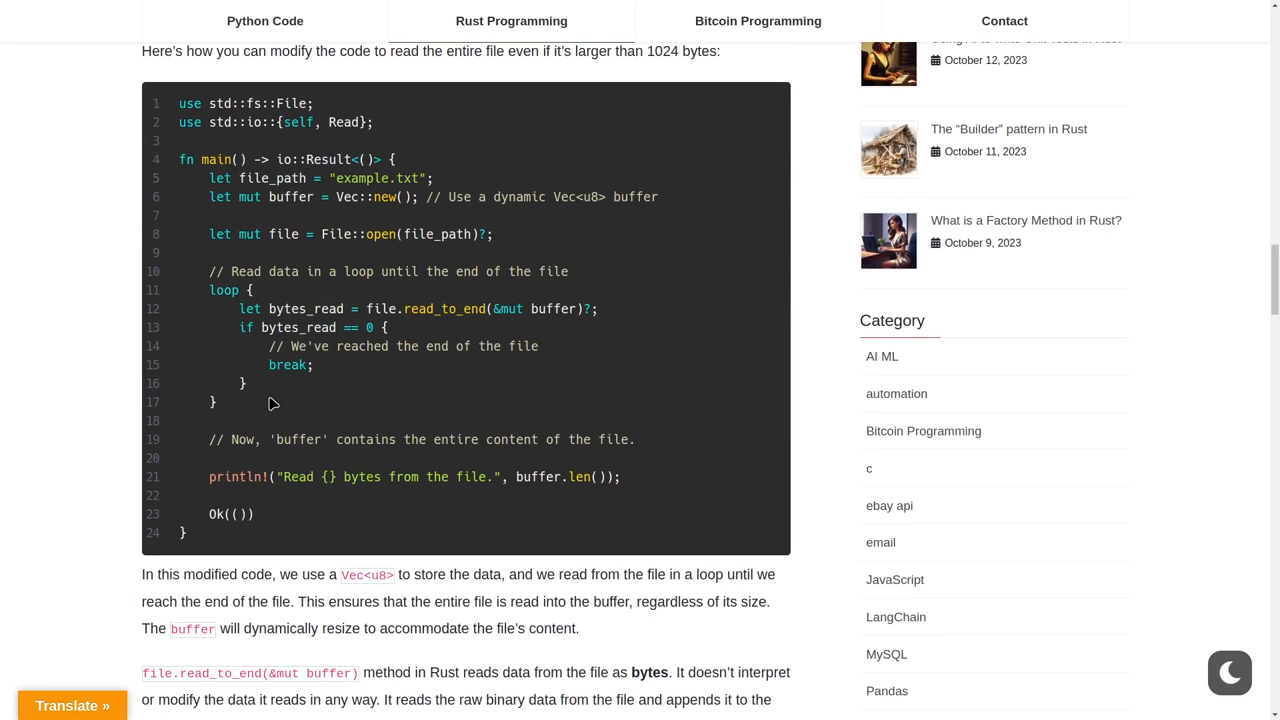 Python Code
Rust Programming
Bitcoin Programming
Contact
Here’s how you can modify the code to read the entire file even if it’s larger than 1024 bytes:
1 use std::fs::File;
2 use std::io::{self, Read};
3
4 fn main() -> io::Result<()> {
5     let file_path = "example.txt";
6     let mut buffer = Vec::new(); // Use a dynamic Vec<u8> buffer
7
8     let mut file = File::open(file_path)?;
9
10     // Read data in a loop until the end of the file
11     loop {
12         let bytes_read = file.read_to_end(&mut buffer)?;
13         if bytes_read == 0 {
14             // We've reached the end of the file
15             break;
16         }
17     }
18
19     // Now, 'buffer' contains the entire content of the file.
20
21     println!("Read {} bytes from the file.", buffer.len());
22
23     Ok(())
24 }
In this modified code, we use a Vec<u8> to store the data, and we read from the file in a loop until we
reach the end of the file. This ensures that the entire file is read into the buffer, regardless of its size.
The buffer will dynamically resize to accommodate the file’s content.
file.read_to_end(&mut buffer) method in Rust reads data from the file as bytes. It doesn’t interpret
or modify the data it reads in any way. It reads the raw binary data from the file and appends it to the
October 12, 2023
The “Builder” pattern in Rust
October 11, 2023
What is a Factory Method in Rust?
October 9, 2023
Category
AI ML
automation
Bitcoin Programming
c
ebay api
email
JavaScript
LangChain
MySQL
Pandas
Translate »